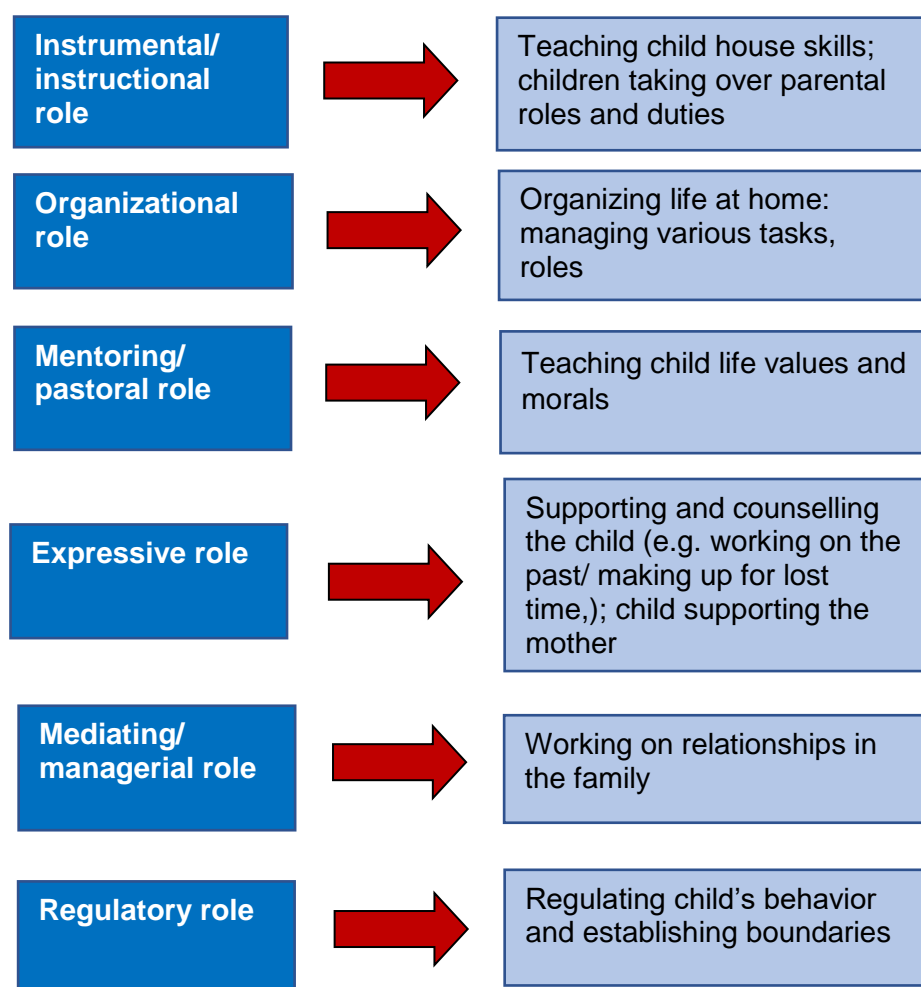 Instrumental/
instructional
role
Teaching child house skills;
children taking over parental
roles and duties
Organizational
role
Organizing life at home:
managing various tasks,
roles
Mentoring/
pastoral role
Teaching child life values and
morals
Expressive role
Supporting and counselling
the child (e.g. working on the
past/ making up for lost
time,); child supporting the
mother
Mediating/
managerial role
Working on relationships in
the family
Regulatory role
Regulating child's behavior
and establishing boundaries